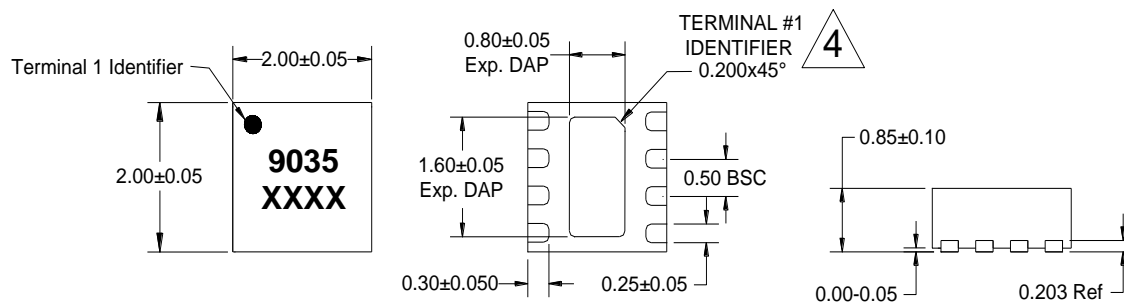 Terminal 1 Identifier
2.00±0.05
2.00±0.05
9035
XXXX
0.80±0.05
Exp. DAP
TERMINAL #1
IDENTIFIER
0.200x45°
4
1.60±0.05
Exp. DAP
0.50 BSC
0.30±0.050
0.25±0.05
0.85±0.10
0.00-0.05
0.203 Ref